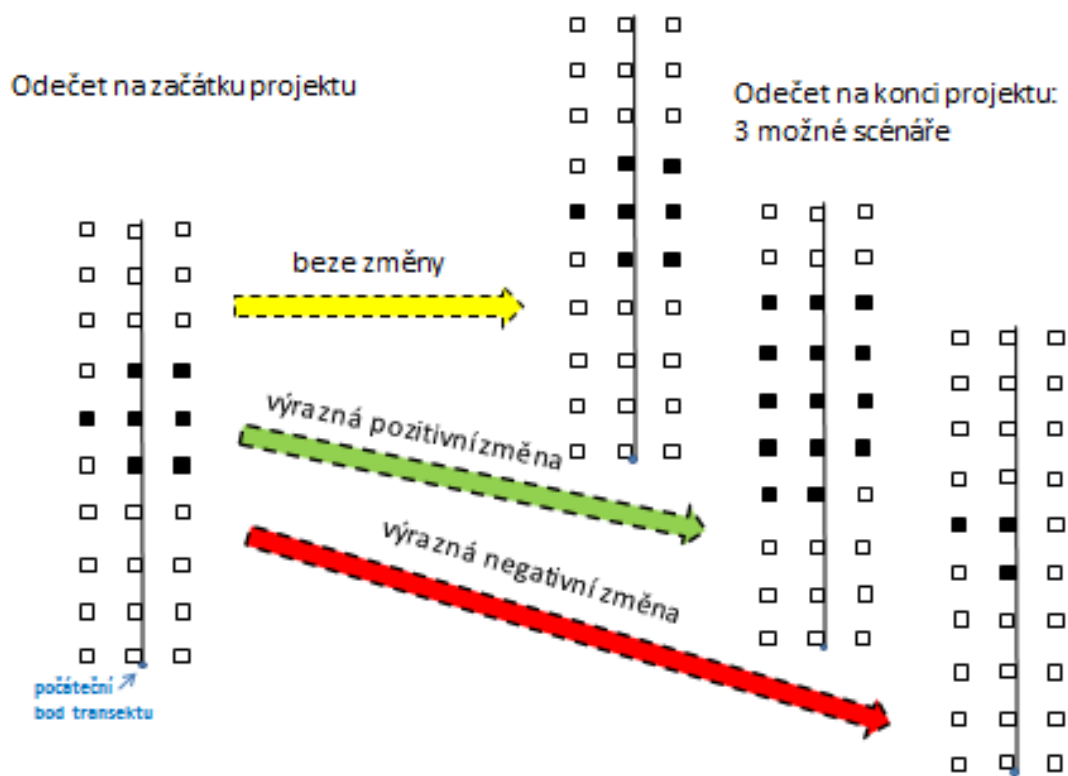 Odečet na začátku projektu
Odečet na konci projektu:
3 možné scénáře
beze změny
výrazná pozitivní změna
výrazná negativní změna
počáteční
bod transektu